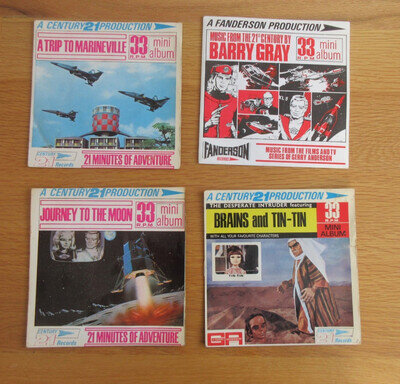 A CENTURY 21 PRODUCTION
A TRIP TO MARINEVILLE
33
R.P.M
mini
album
CENTURY
21
Records
21 MINUTES OF ADVENTURE
A FANDERSON PRODUCTION
MUSIC FROM THE 21st CENTURY BY
BARRY GRAY
33
R.P.M
mini
album
FANDERSON
RECORDS
MUSIC FROM THE FILMS AND TV
SERIES OF GERRY ANDERSON
A CENTURY 21 PRODUCTION
JOURNEY TO THE MOON
33
R.P.M
mini
album
CENTURY
21
Records
21 MINUTES OF ADVENTURE
A CENTURY 21 PRODUCTION
THE DESPERATE INTRUDER featuring
BRAINS and TIN-TIN
WITH ALL YOUR FAVOURITE CHARACTERS
33
R.P.M
MINI
ALBUM
CENTURY
21
Records